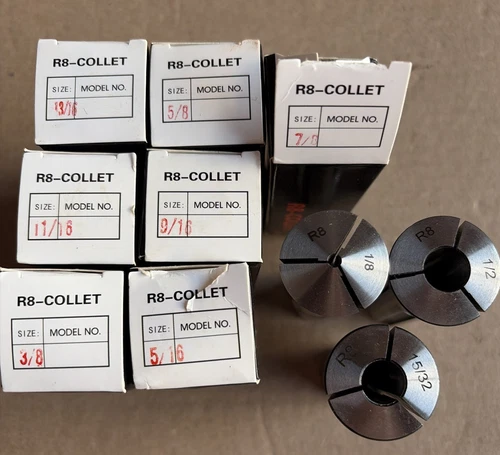 R8-COLLET
SIZE: MODEL NO.
13/16
R8-COLLET
SIZE: MODEL NO.
5/8
R8-COLLET
SIZE: MODEL NO.
7/8
R8-COLLET
SIZE: MODEL NO.
11/16
R8-COLLET
SIZE: MODEL NO.
9/16
R8-COLLET
SIZE: MODEL NO.
3/8
R8-COLLET
SIZE: MODEL NO.
5/16
R8
1/8
R8
1/2
15/32